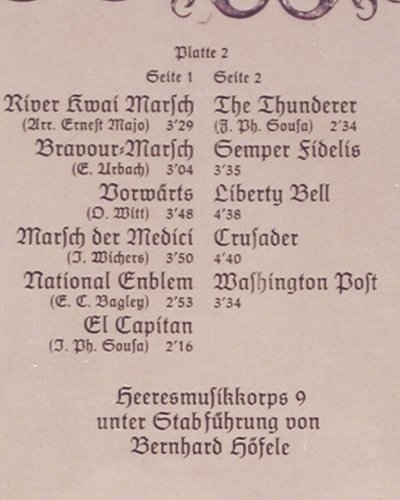 Platte 2
Seite 1
River Kwai Marsch
(Arr. Ernest Majo) 3'29
Bravour-Marsch
(E. Urbach) 3'04
Vorwärts
(O. Witt) 3'48
Marsch der Medici
(J. Wichers) 3'50
National Enblem
(E. C. Bagley) 2'53
El Capitan
(J. Ph. Sousa) 2'16
Seite 2
The Thunderer
(J. Ph. Sousa) 2'34
Semper Fidelis
3'35
Liberty Bell
4'38
Crusader
4'40
Washington Post
3'34
Heeresmusikkorps 9
unter Stabführung von
Bernhard Höfele